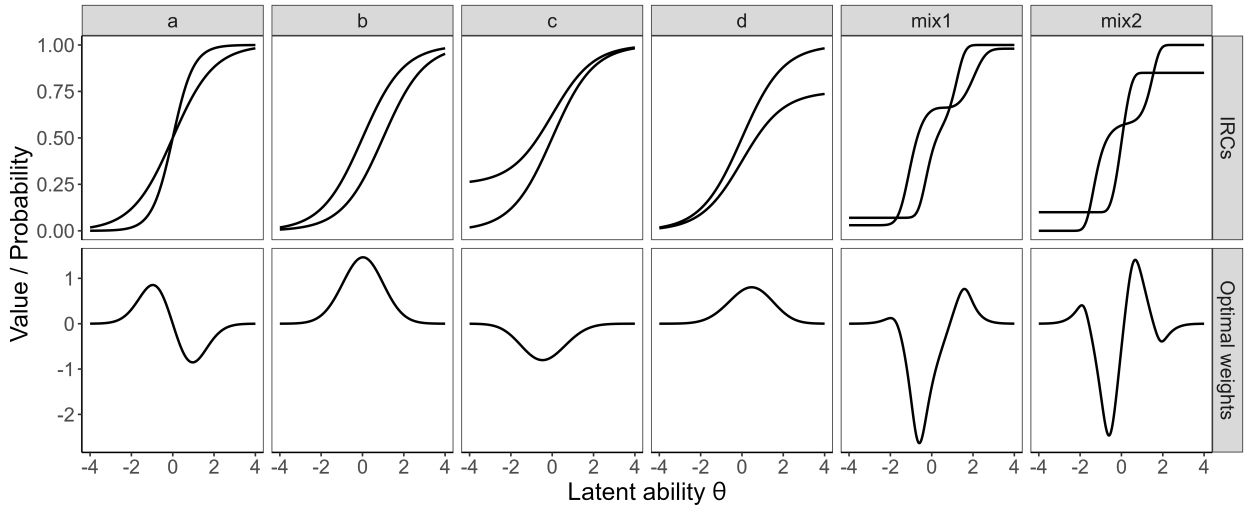 a b c d mix1 mix2
1.00
0.75
0.50
0.25
0.00
IRCs
Value / Probability
1
0
-1
-2
Optimal weights
-4 -2 0 2 4 -4 -2 0 2 4 -4 -2 0 2 4 -4 -2 0 2 4 -4 -2 0 2 4 -4 -2 0 2 4
Latent ability θ